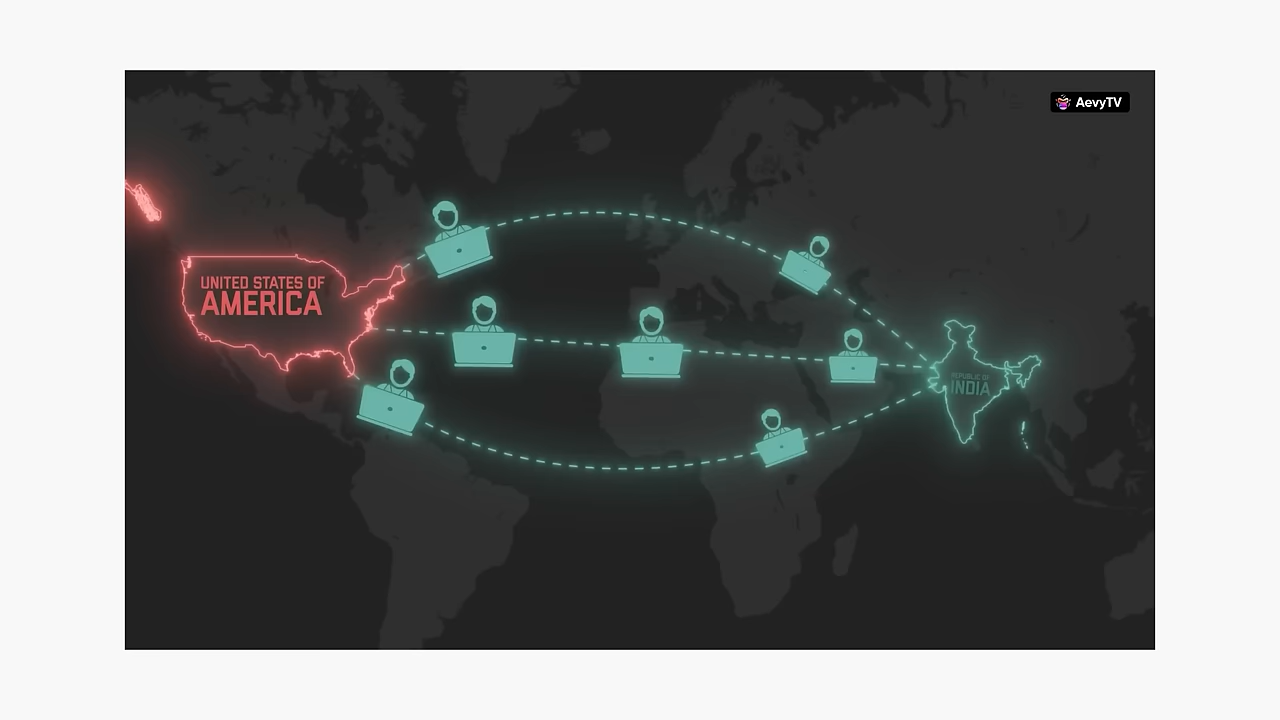 AevyTV
UNITED STATES OF
AMERICA
REPUBLIC OF
INDIA